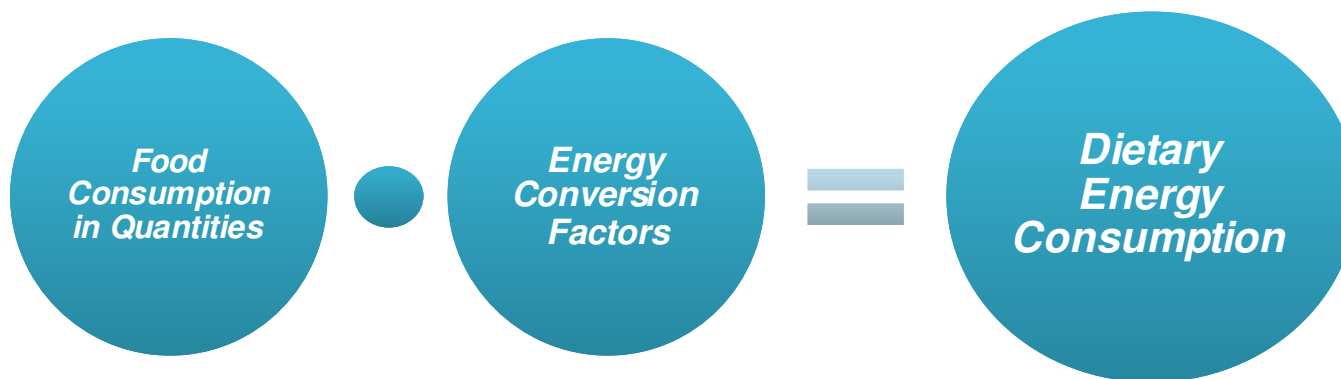 Food
Consumption
in Quantities
Energy
Conversion
Factors
Dietary
Energy
Consumption